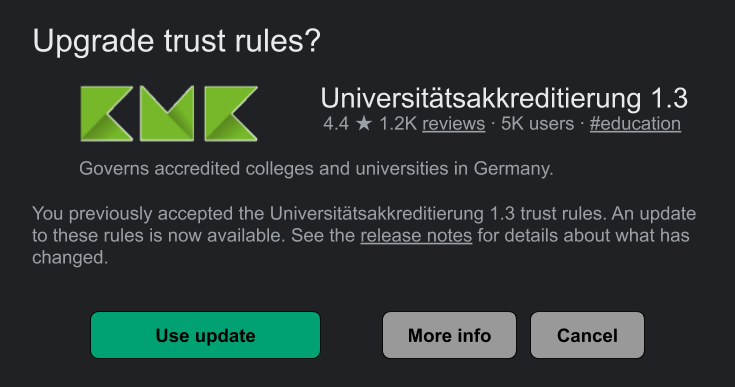 Upgrade trust rules?
KMK
Universitätsakkreditierung 1.3
4.4 ★ 1.2K reviews · 5K users · #education
Governs accredited colleges and universities in Germany.
You previously accepted the Universitätsakkreditierung 1.3 trust rules. An update
to these rules is now available. See the release notes for details about what has
changed.
Use update
More info
Cancel